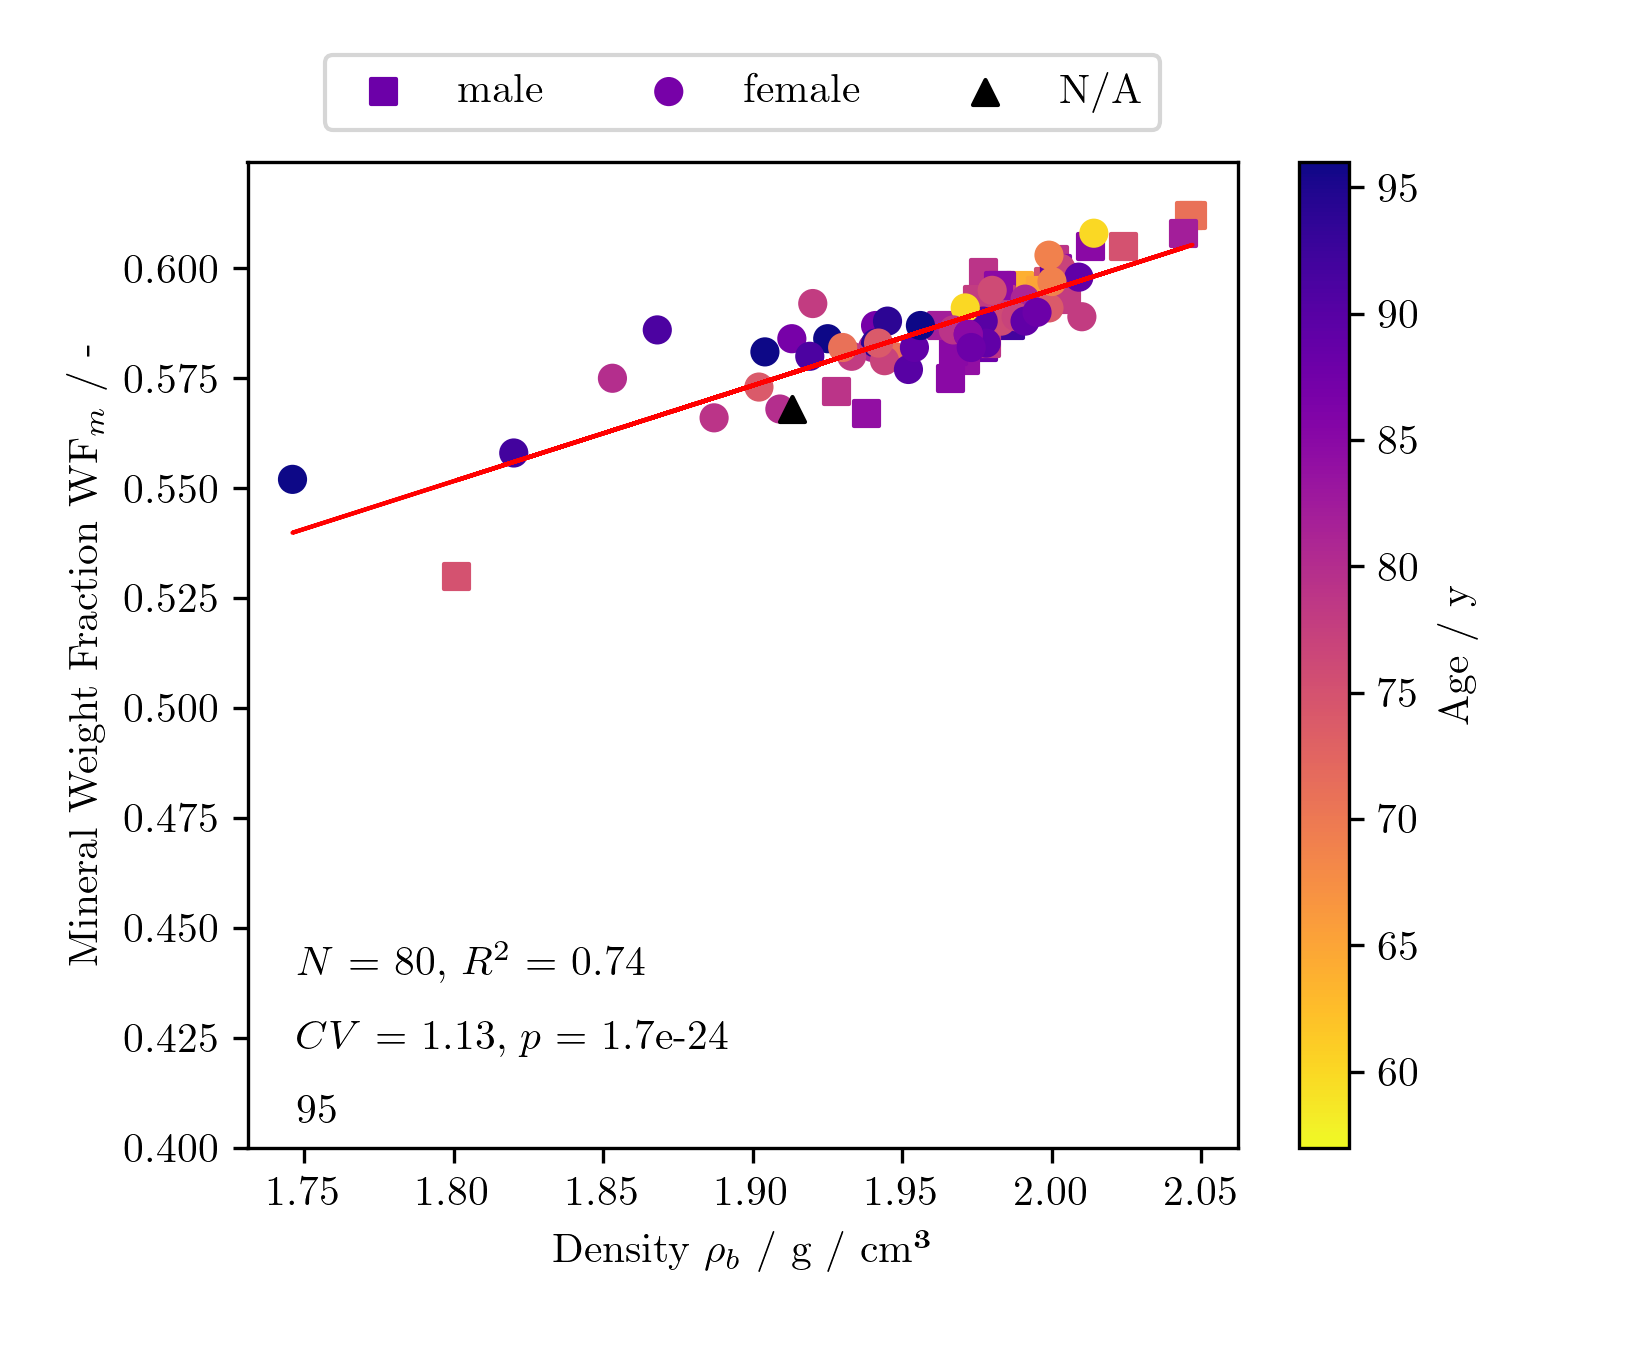 male female N/A
0.600
0.575
0.550
0.525
0.500
0.475
0.450
0.425
0.400
Mineral Weight Fraction WFₘ / -
N = 80, R² = 0.74
CV = 1.13, p = 1.7e-24
95
1.75 1.80 1.85 1.90 1.95 2.00 2.05
Density ρ_b / g / cm³
95
90
85
80
75
70
65
60
Age / y